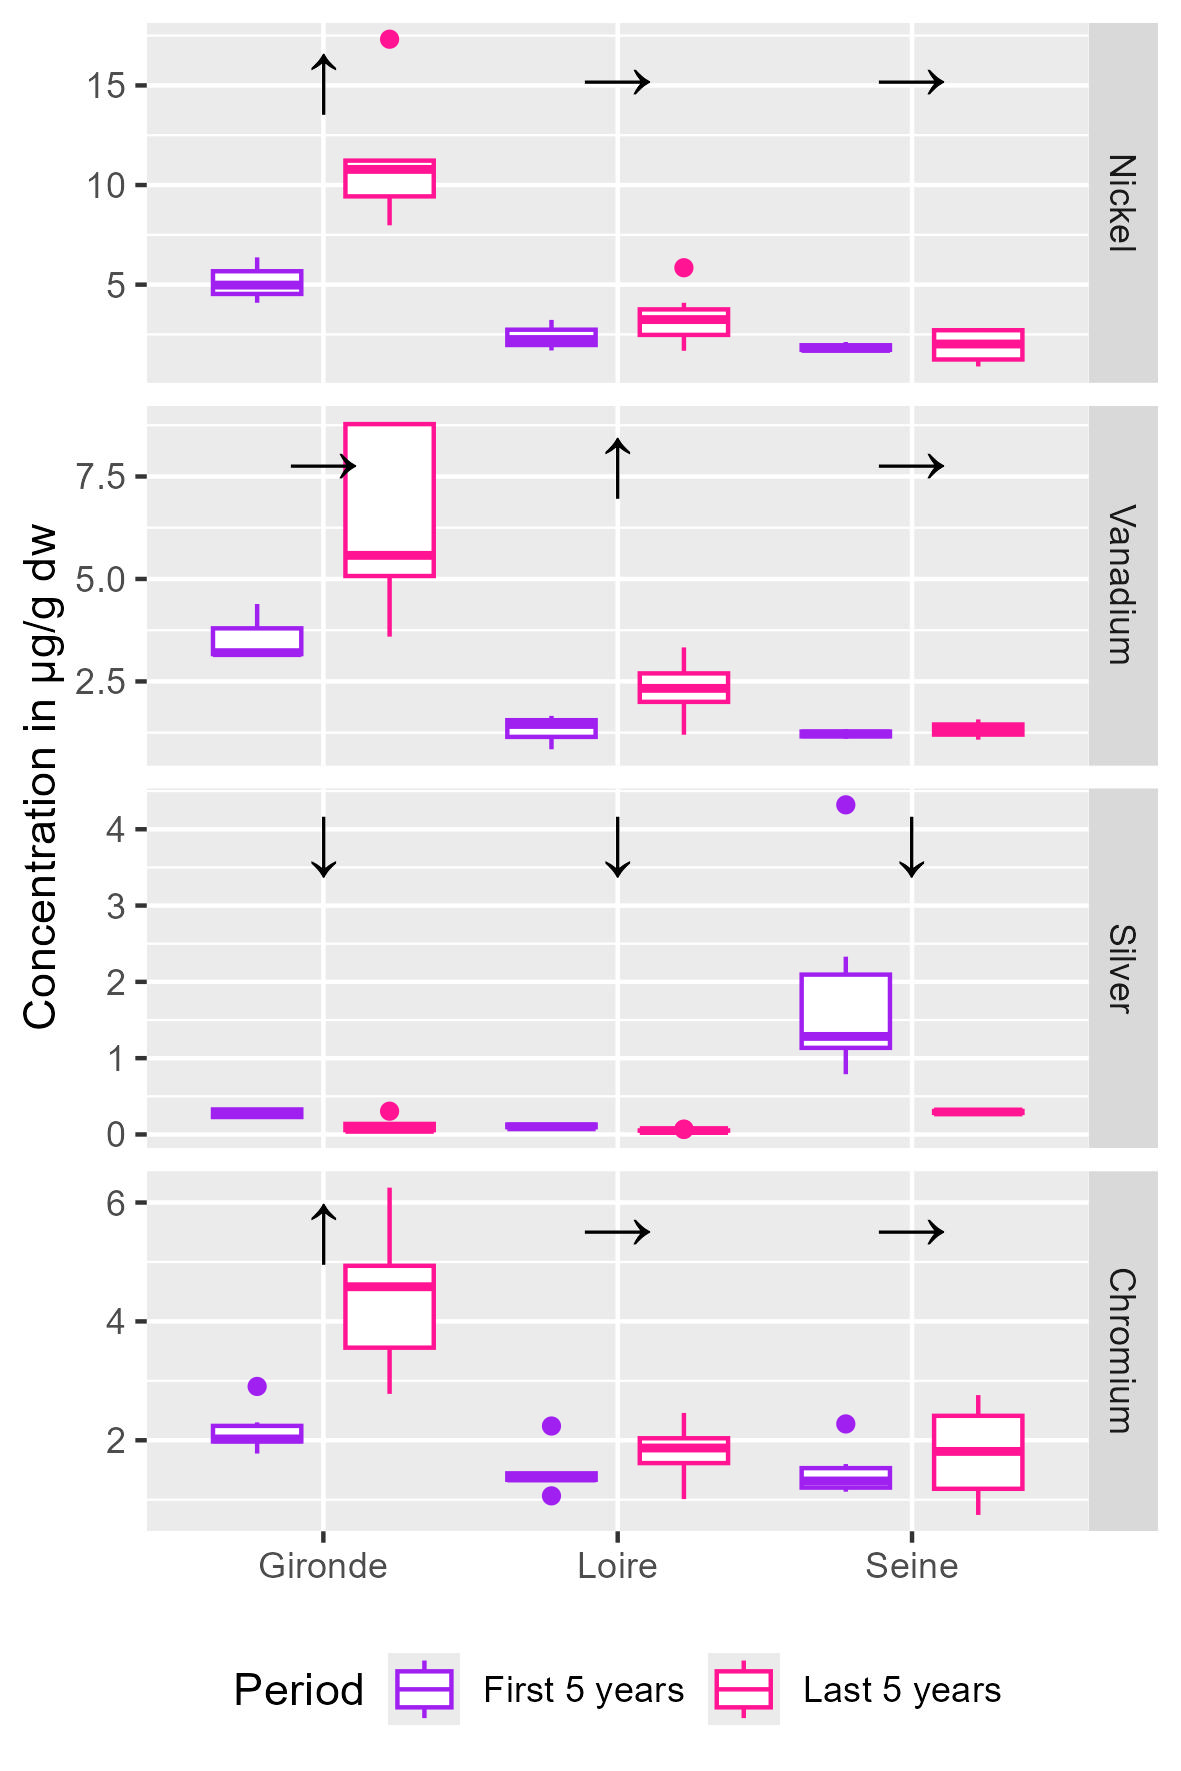 Concentration in µg/g dw
15
10
5
Nickel
7.5
5.0
2.5
Vanadium
4
3
2
1
0
Silver
6
4
2
Chromium
Gironde Loire Seine
Period First 5 years Last 5 years